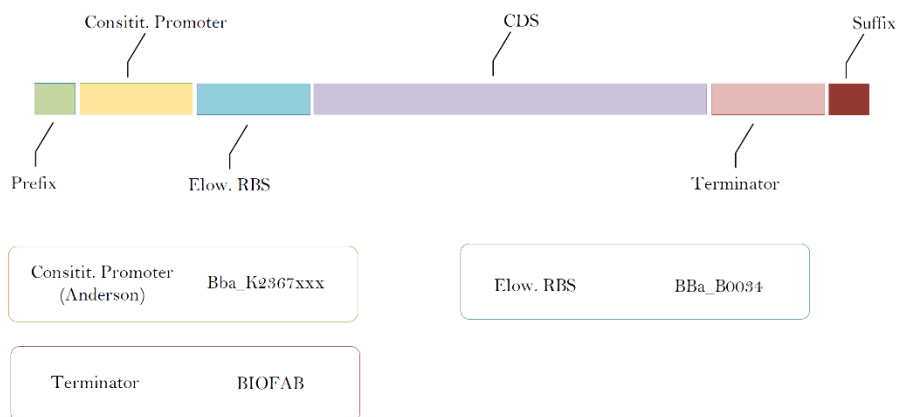 Consitit. Promoter
CDS
Suffix
Prefix
Elow. RBS
Terminator
Consitit. Promoter
(Anderson)
Bba_K2367xxx
Elow. RBS
BBa_B0034
Terminator
BIOFAB